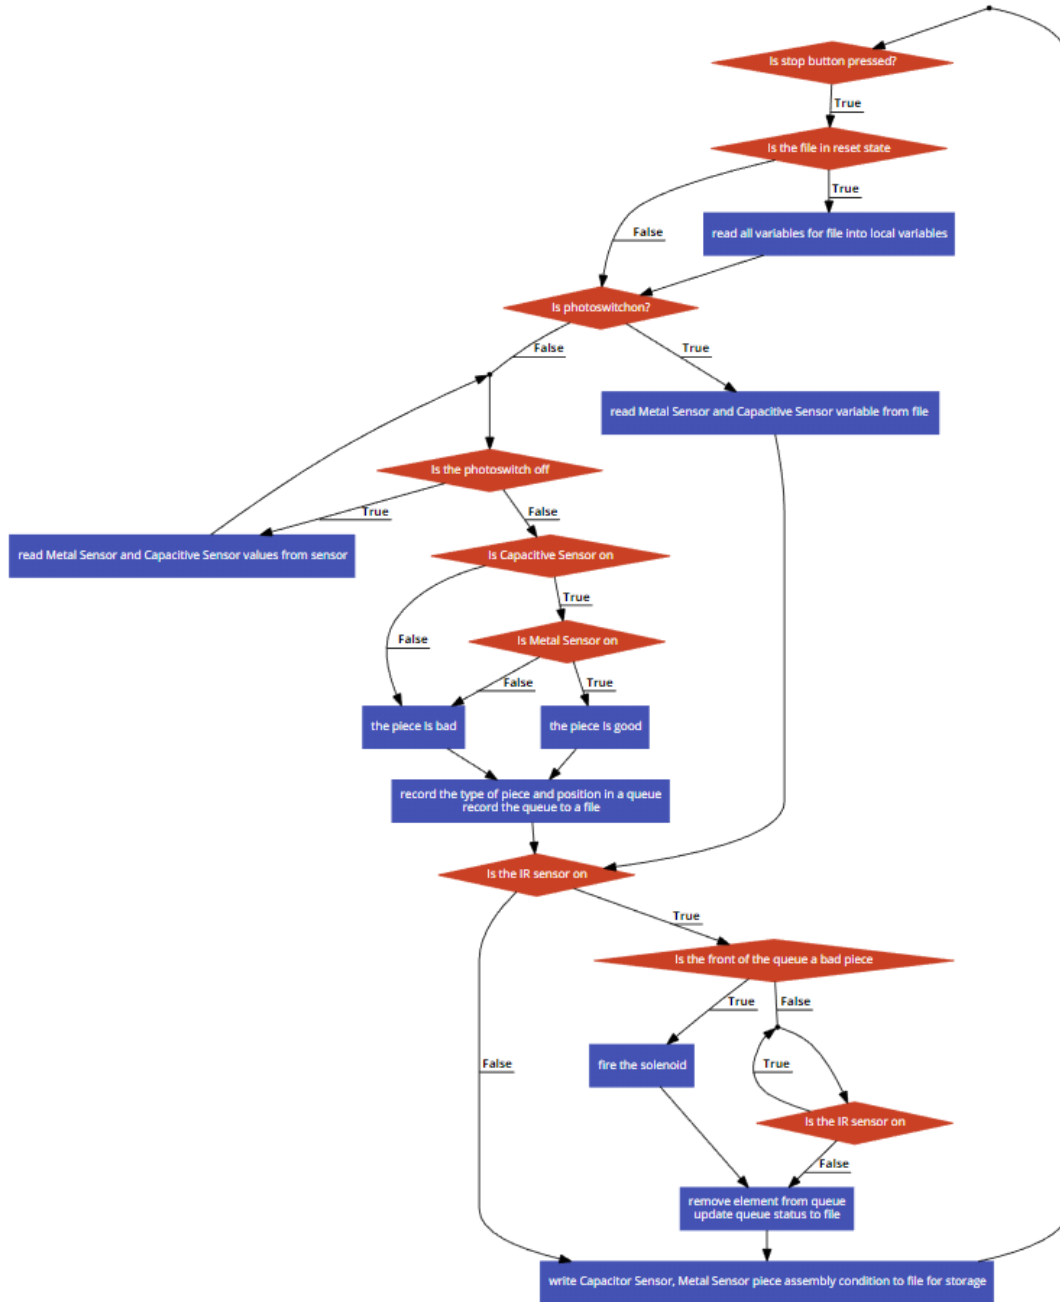 Is stop button pressed?
True
Is the file in reset state
True
False
read all variables for file into local variables
Is photoswitchon?
False
True
read Metal Sensor and Capacitive Sensor variable from file
Is the photoswitch off
True
False
read Metal Sensor and Capacitive Sensor values from sensor
Is Capacitive Sensor on
True
False
Is Metal Sensor on
False
True
the piece Is bad
the piece Is good
record the type of piece and position in a queue
record the queue to a file
Is the IR sensor on
True
Is the front of the queue a bad piece
True
False
False
fire the solenoid
True
Is the IR sensor on
False
remove element from queue
update queue status to file
write Capacitor Sensor, Metal Sensor piece assembly condition to file for storage